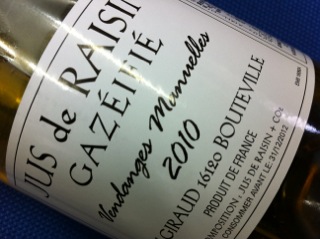 JUS de RAISIN
GAZÉIFIÉ
Vendanges Manuelles
2010
GIRAUD 16120 BOUTEVILLE
PRODUIT DE FRANCE
COMPOSITION : JUS DE RAISIN + CO2
CONSOMMER AVANT LE: 31/12/2012